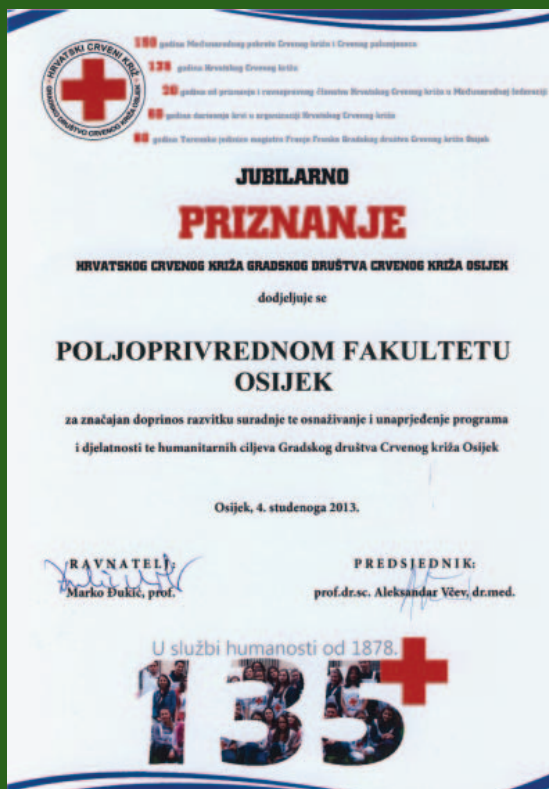 HRVATSKI CRVENI KRIŽ
GRADSKO DRUŠTVO CRVENOG KRIŽA OSIJEK
150 godina Međunarodnog pokreta Crvenog križa i Crvenog polumjeseca
135 godina Hrvatskog Crvenog križa
20 godina od priznanja i ravnopravnog članstva Hrvatskog Crvenog križa u Međunarodnoj federaciji
60 godina darivanja krvi u organizaciji Hrvatskog Crvenog križa
godina Terenske jedinice magistra Franje Franka Gradskog društva Crvenog križa Osijek
JUBILARNO
PRIZNANJE
HRVATSKOG CRVENOG KRIŽA GRADSKOG DRUŠTVA CRVENOG KRIŽA OSIJEK
dodjeljuje se
POLJOPRIVREDNOM FAKULTETU
OSIJEK
za značajan doprinos razvitku suradnje te osnaživanje i unaprjeđenje programa
i djelatnosti te humanitarnih ciljeva Gradskog društva Crvenog križa Osijek
Osijek, 4. studenoga 2013.
RAVNATELJ:
Marko Đukić, prof.
PREDSJEDNIK:
prof.dr.sc. Aleksandar Včev, dr.med.
U službi humanosti od 1878.
135+